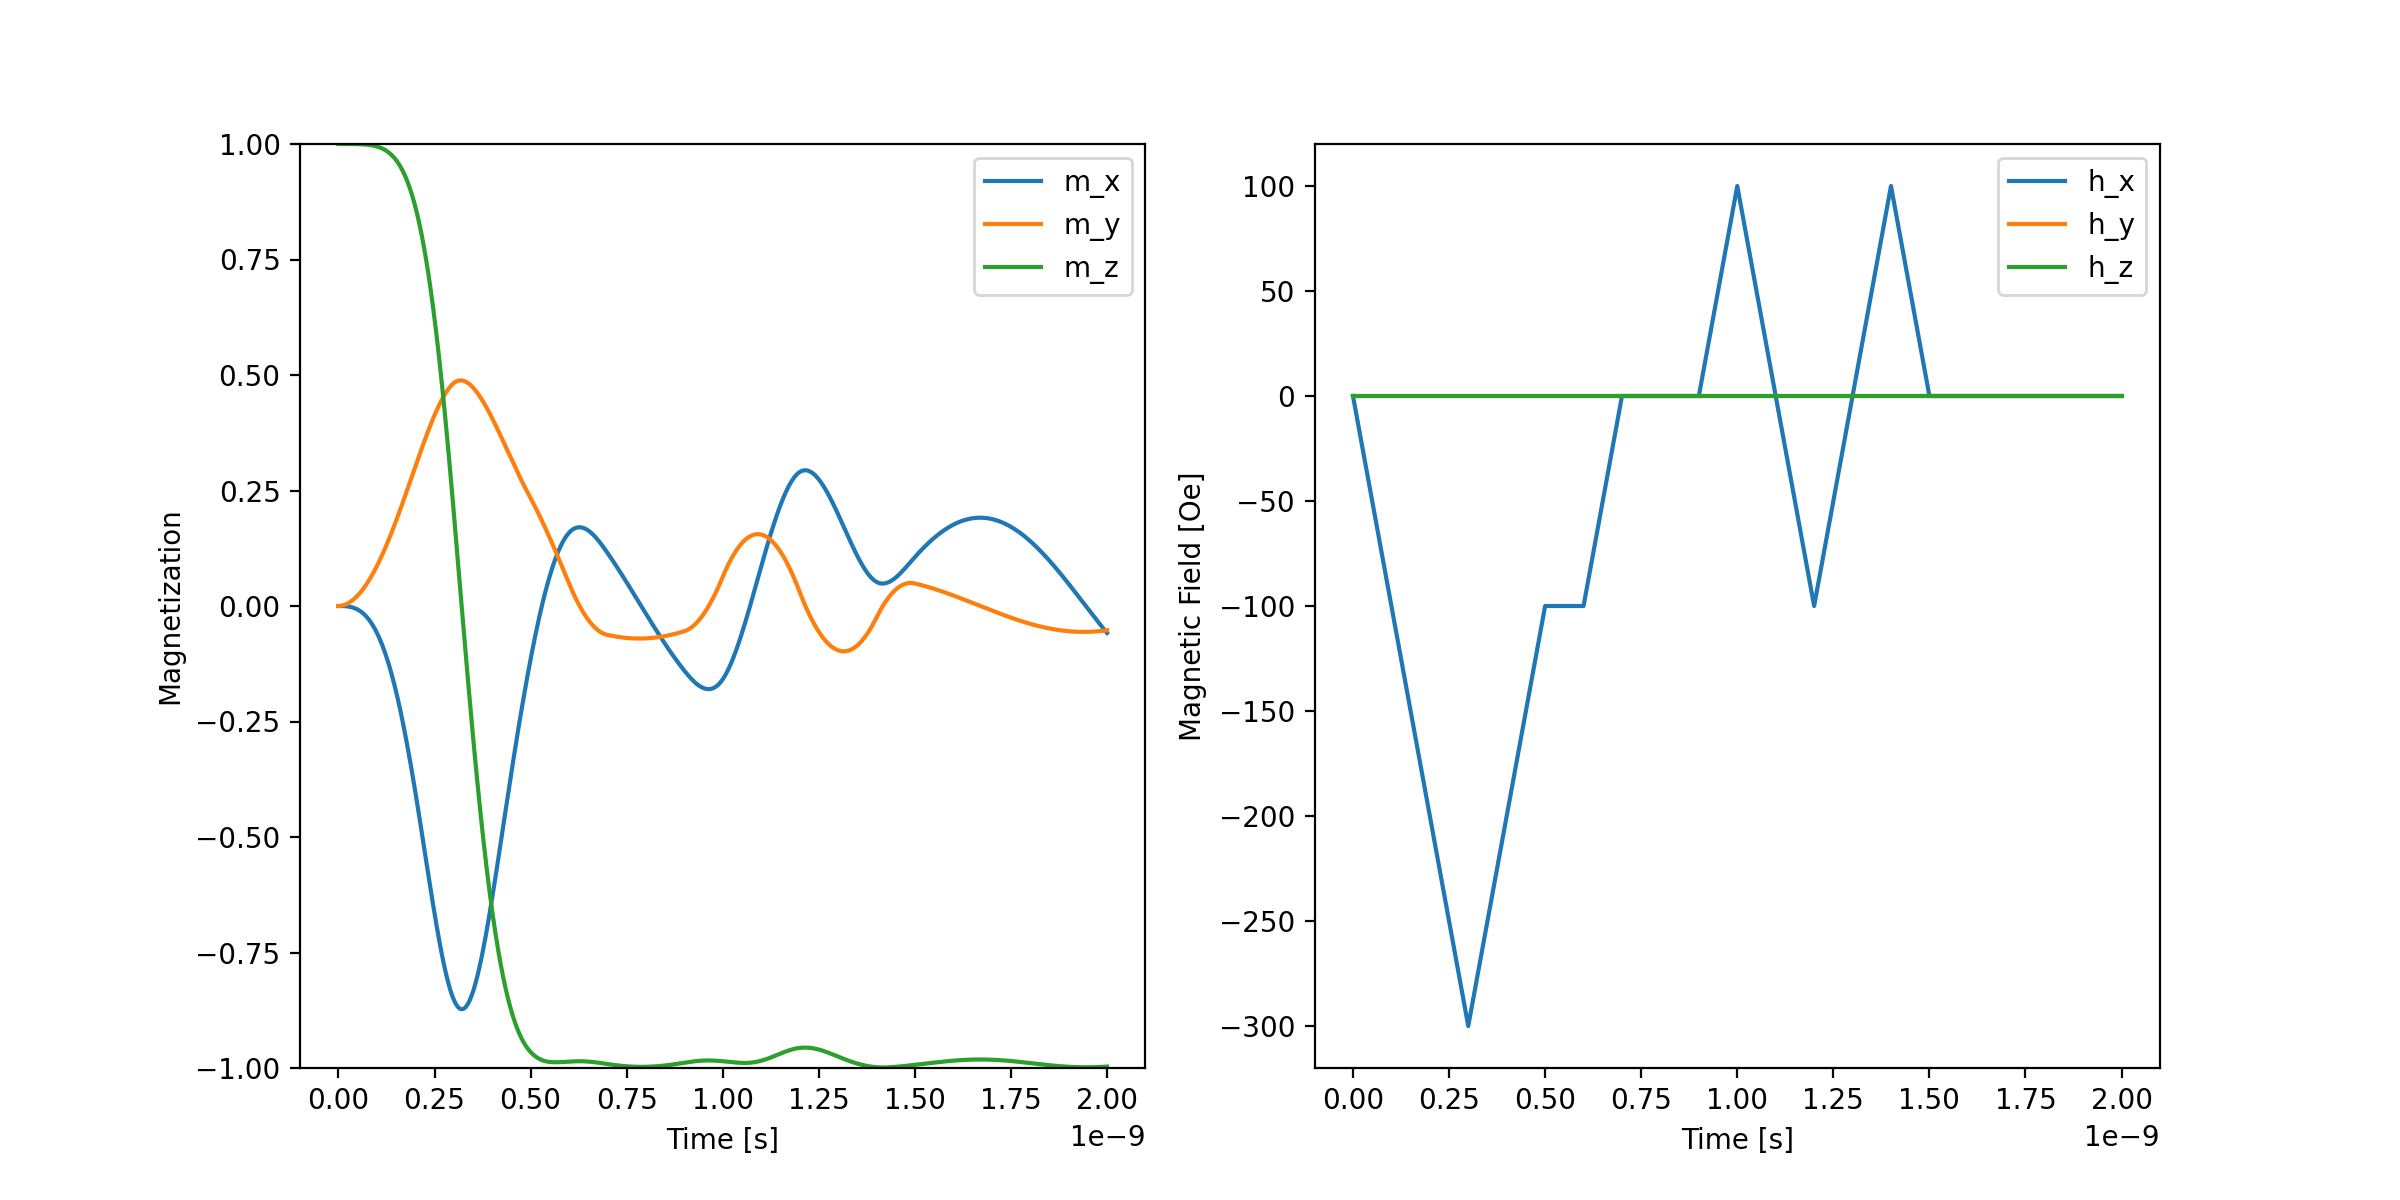 1.00
0.75
0.50
0.25
0.00
−0.25
−0.50
−0.75
−1.00
Magnetization
0.00 0.25 0.50 0.75 1.00 1.25 1.50 1.75 2.00
Time [s]
1e−9
m_x
m_y
m_z
100
50
0
−50
−100
−150
−200
−250
−300
Magnetic Field [Oe]
0.00 0.25 0.50 0.75 1.00 1.25 1.50 1.75 2.00
Time [s]
1e−9
h_x
h_y
h_z